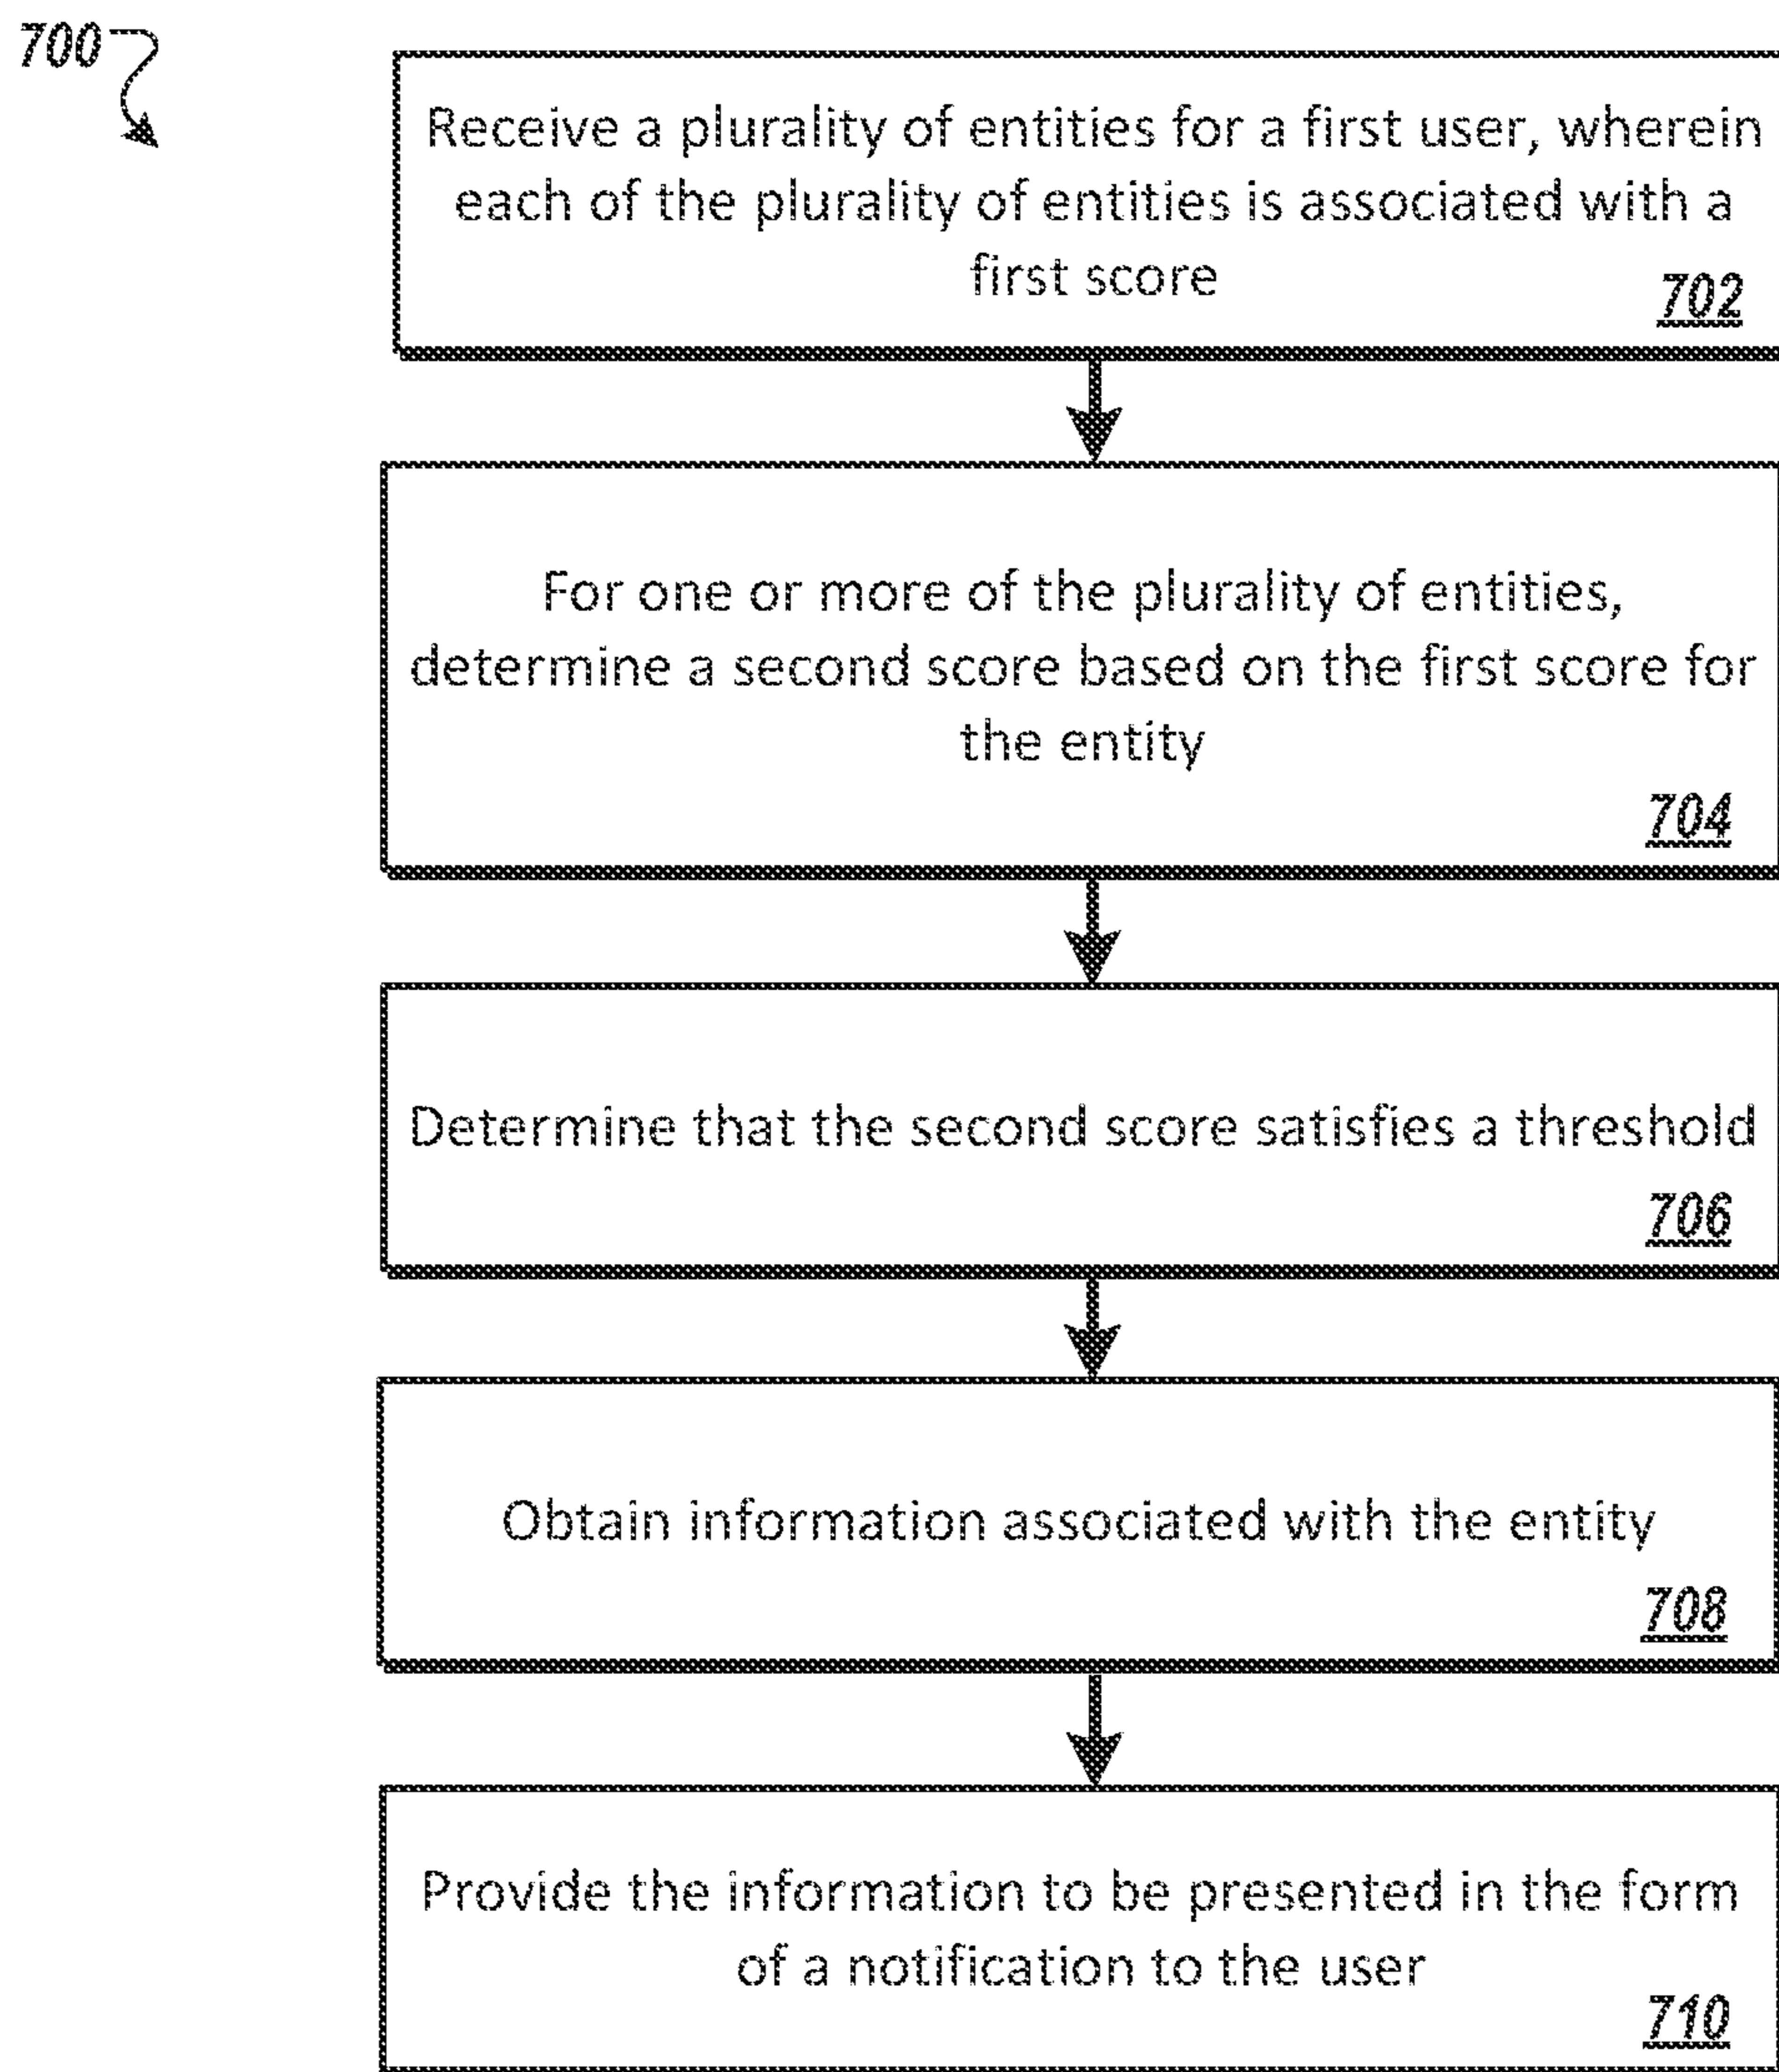 700
Receive a plurality of entities for a first user, wherein
each of the plurality of entities is associated with a
first score
702
For one or more of the plurality of entities,
determine a second score based on the first score for
the entity
704
Determine that the second score satisfies a threshold
706
Obtain information associated with the entity
708
Provide the information to be presented in the form
of a notification to the user
710